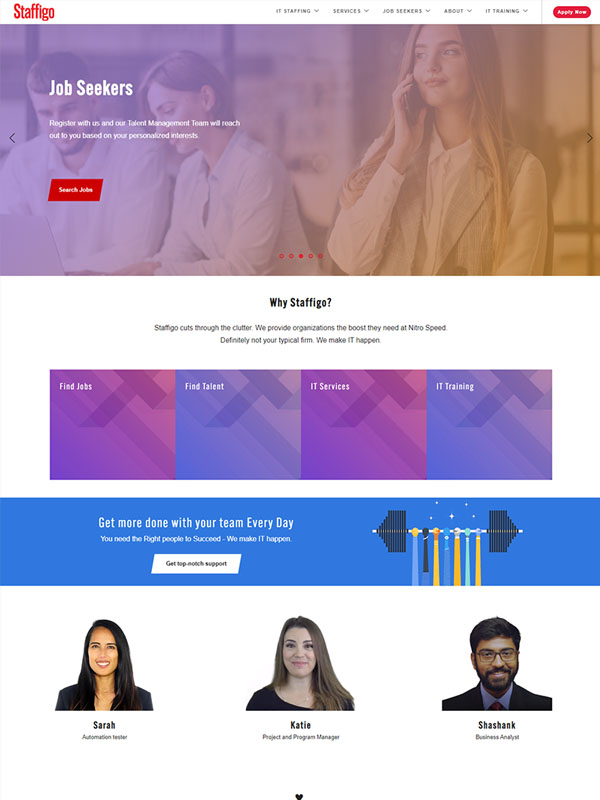 Staffigo
IT STAFFING SERVICES JOB SEEKERS ABOUT IT TRAINING Apply Now
Job Seekers
Register with us and our Talent Management Team will reach
out to you based on your personalized interests.
Search Jobs
Why Staffigo?
Staffigo cuts through the clutter. We provide organizations the boost they need at Nitro Speed.
Definitely not your typical firm. We make IT happen.
Find Jobs
Find Talent
IT Services
IT Training
Get more done with your team Every Day
You need the Right people to Succeed - We make IT happen.
Get top-notch support
Sarah
Automation tester
Katie
Project and Program Manager
Shashank
Business Analyst